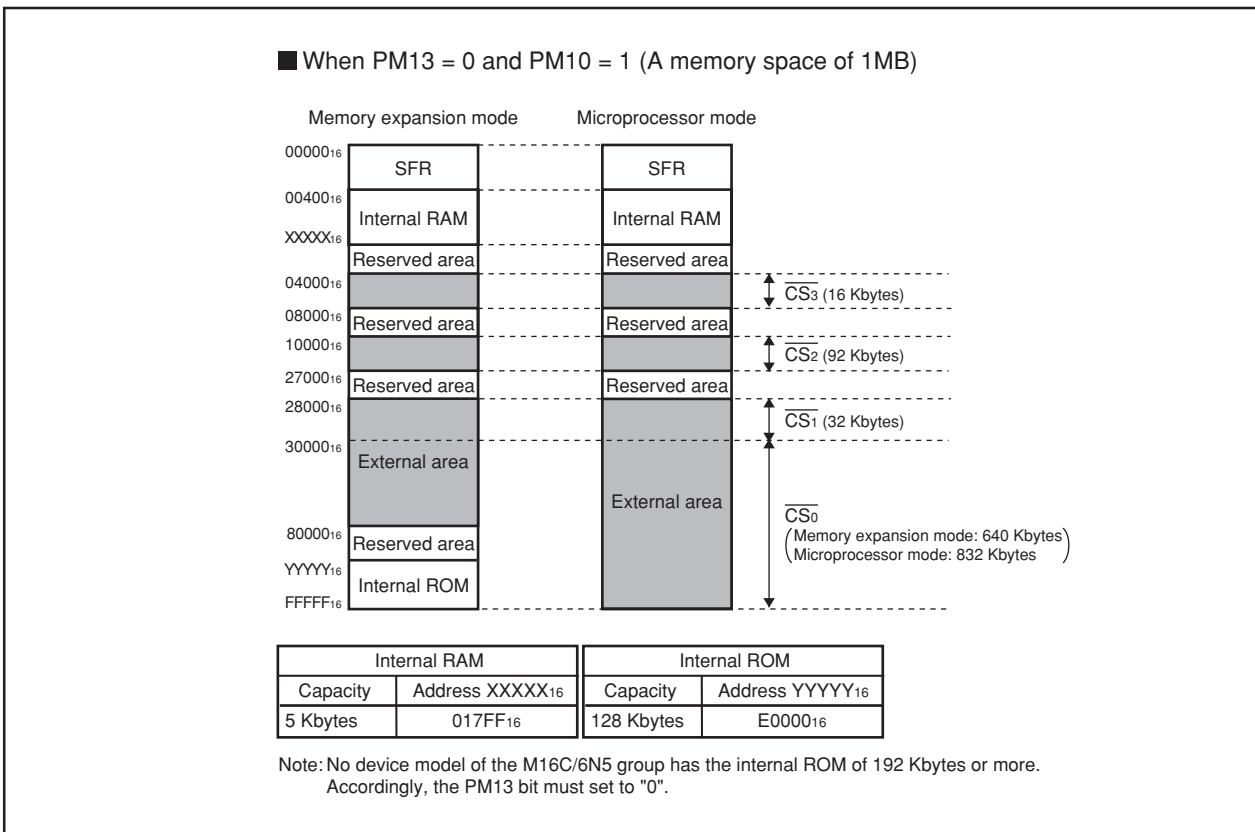 ■ When PM13 = 0 and PM10 = 1 (A memory space of 1MB)
Memory expansion mode
Microprocessor mode
00000₁₆
SFR
SFR
00400₁₆
Internal RAM
Internal RAM
XXXXX₁₆
Reserved area
Reserved area
04000₁₆
CS3 (16 Kbytes)
08000₁₆
Reserved area
Reserved area
10000₁₆
CS2 (92 Kbytes)
27000₁₆
Reserved area
Reserved area
28000₁₆
CS1 (32 Kbytes)
30000₁₆
External area
External area
CS0
(Memory expansion mode: 640 Kbytes
Microprocessor mode: 832 Kbytes)
80000₁₆
Reserved area
YYYYY₁₆
Internal ROM
FFFFF₁₆
Internal RAM Internal ROM
Capacity Address XXXXX₁₆ Capacity Address YYYYY₁₆
5 Kbytes 017FF₁₆ 128 Kbytes E0000₁₆
Note: No device model of the M16C/6N5 group has the internal ROM of 192 Kbytes or more.
Accordingly, the PM13 bit must set to "0".